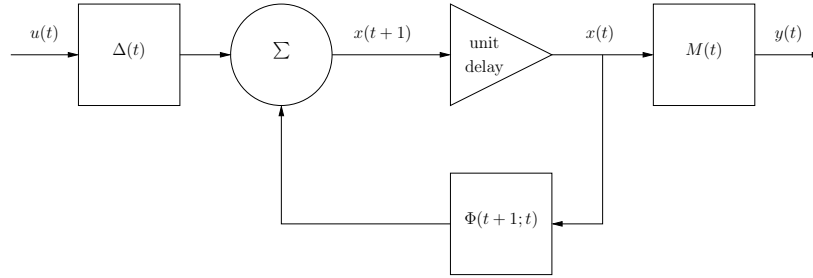 u(t)
Δ(t)
Σ
x(t+1)
unit
delay
x(t)
M(t)
y(t)
Φ(t+1;t)